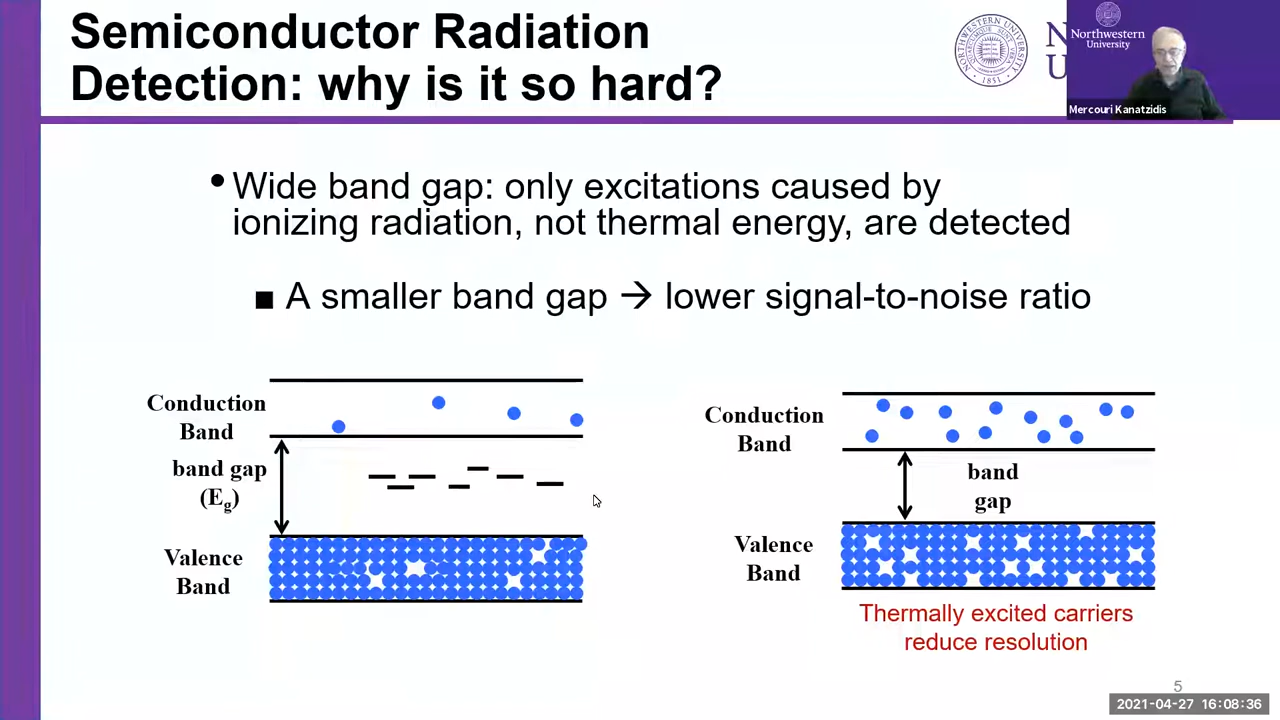 Semiconductor Radiation
Detection: why is it so hard?
NORTHWESTERN UNIVERSITY
1851
N
U
Northwestern
University
Mercouri Kanatzidis
• Wide band gap: only excitations caused by
ionizing radiation, not thermal energy, are detected
■ A smaller band gap → lower signal-to-noise ratio
Conduction
Band
band gap
(Eg)
Valence
Band
Conduction
Band
band
gap
Valence
Band
Thermally excited carriers
reduce resolution
5
2021-04-27 16:08:36